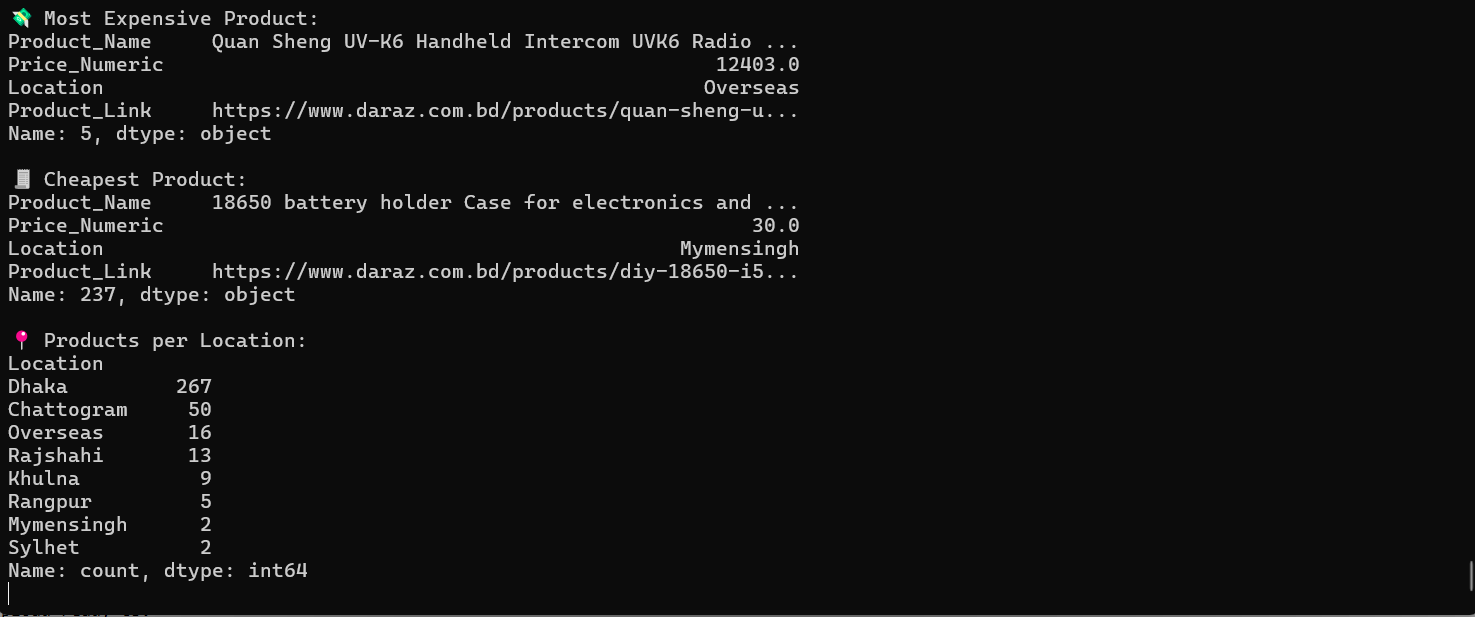 💸 Most Expensive Product:
Product_Name     Quan Sheng UV-K6 Handheld Intercom UVK6 Radio ...
Price_Numeric                                              12403.0
Location                                                  Overseas
Product_Link     https://www.daraz.com.bd/products/quan-sheng-u...
Name: 5, dtype: object
🧾 Cheapest Product:
Product_Name     18650 battery holder Case for electronics and ...
Price_Numeric                                                 30.0
Location                                                Mymensingh
Product_Link     https://www.daraz.com.bd/products/diy-18650-i5...
Name: 237, dtype: object
📍 Products per Location:
Location
Dhaka         267
Chattogram     50
Overseas       16
Rajshahi       13
Khulna          9
Rangpur         5
Mymensingh      2
Sylhet          2
Name: count, dtype: int64